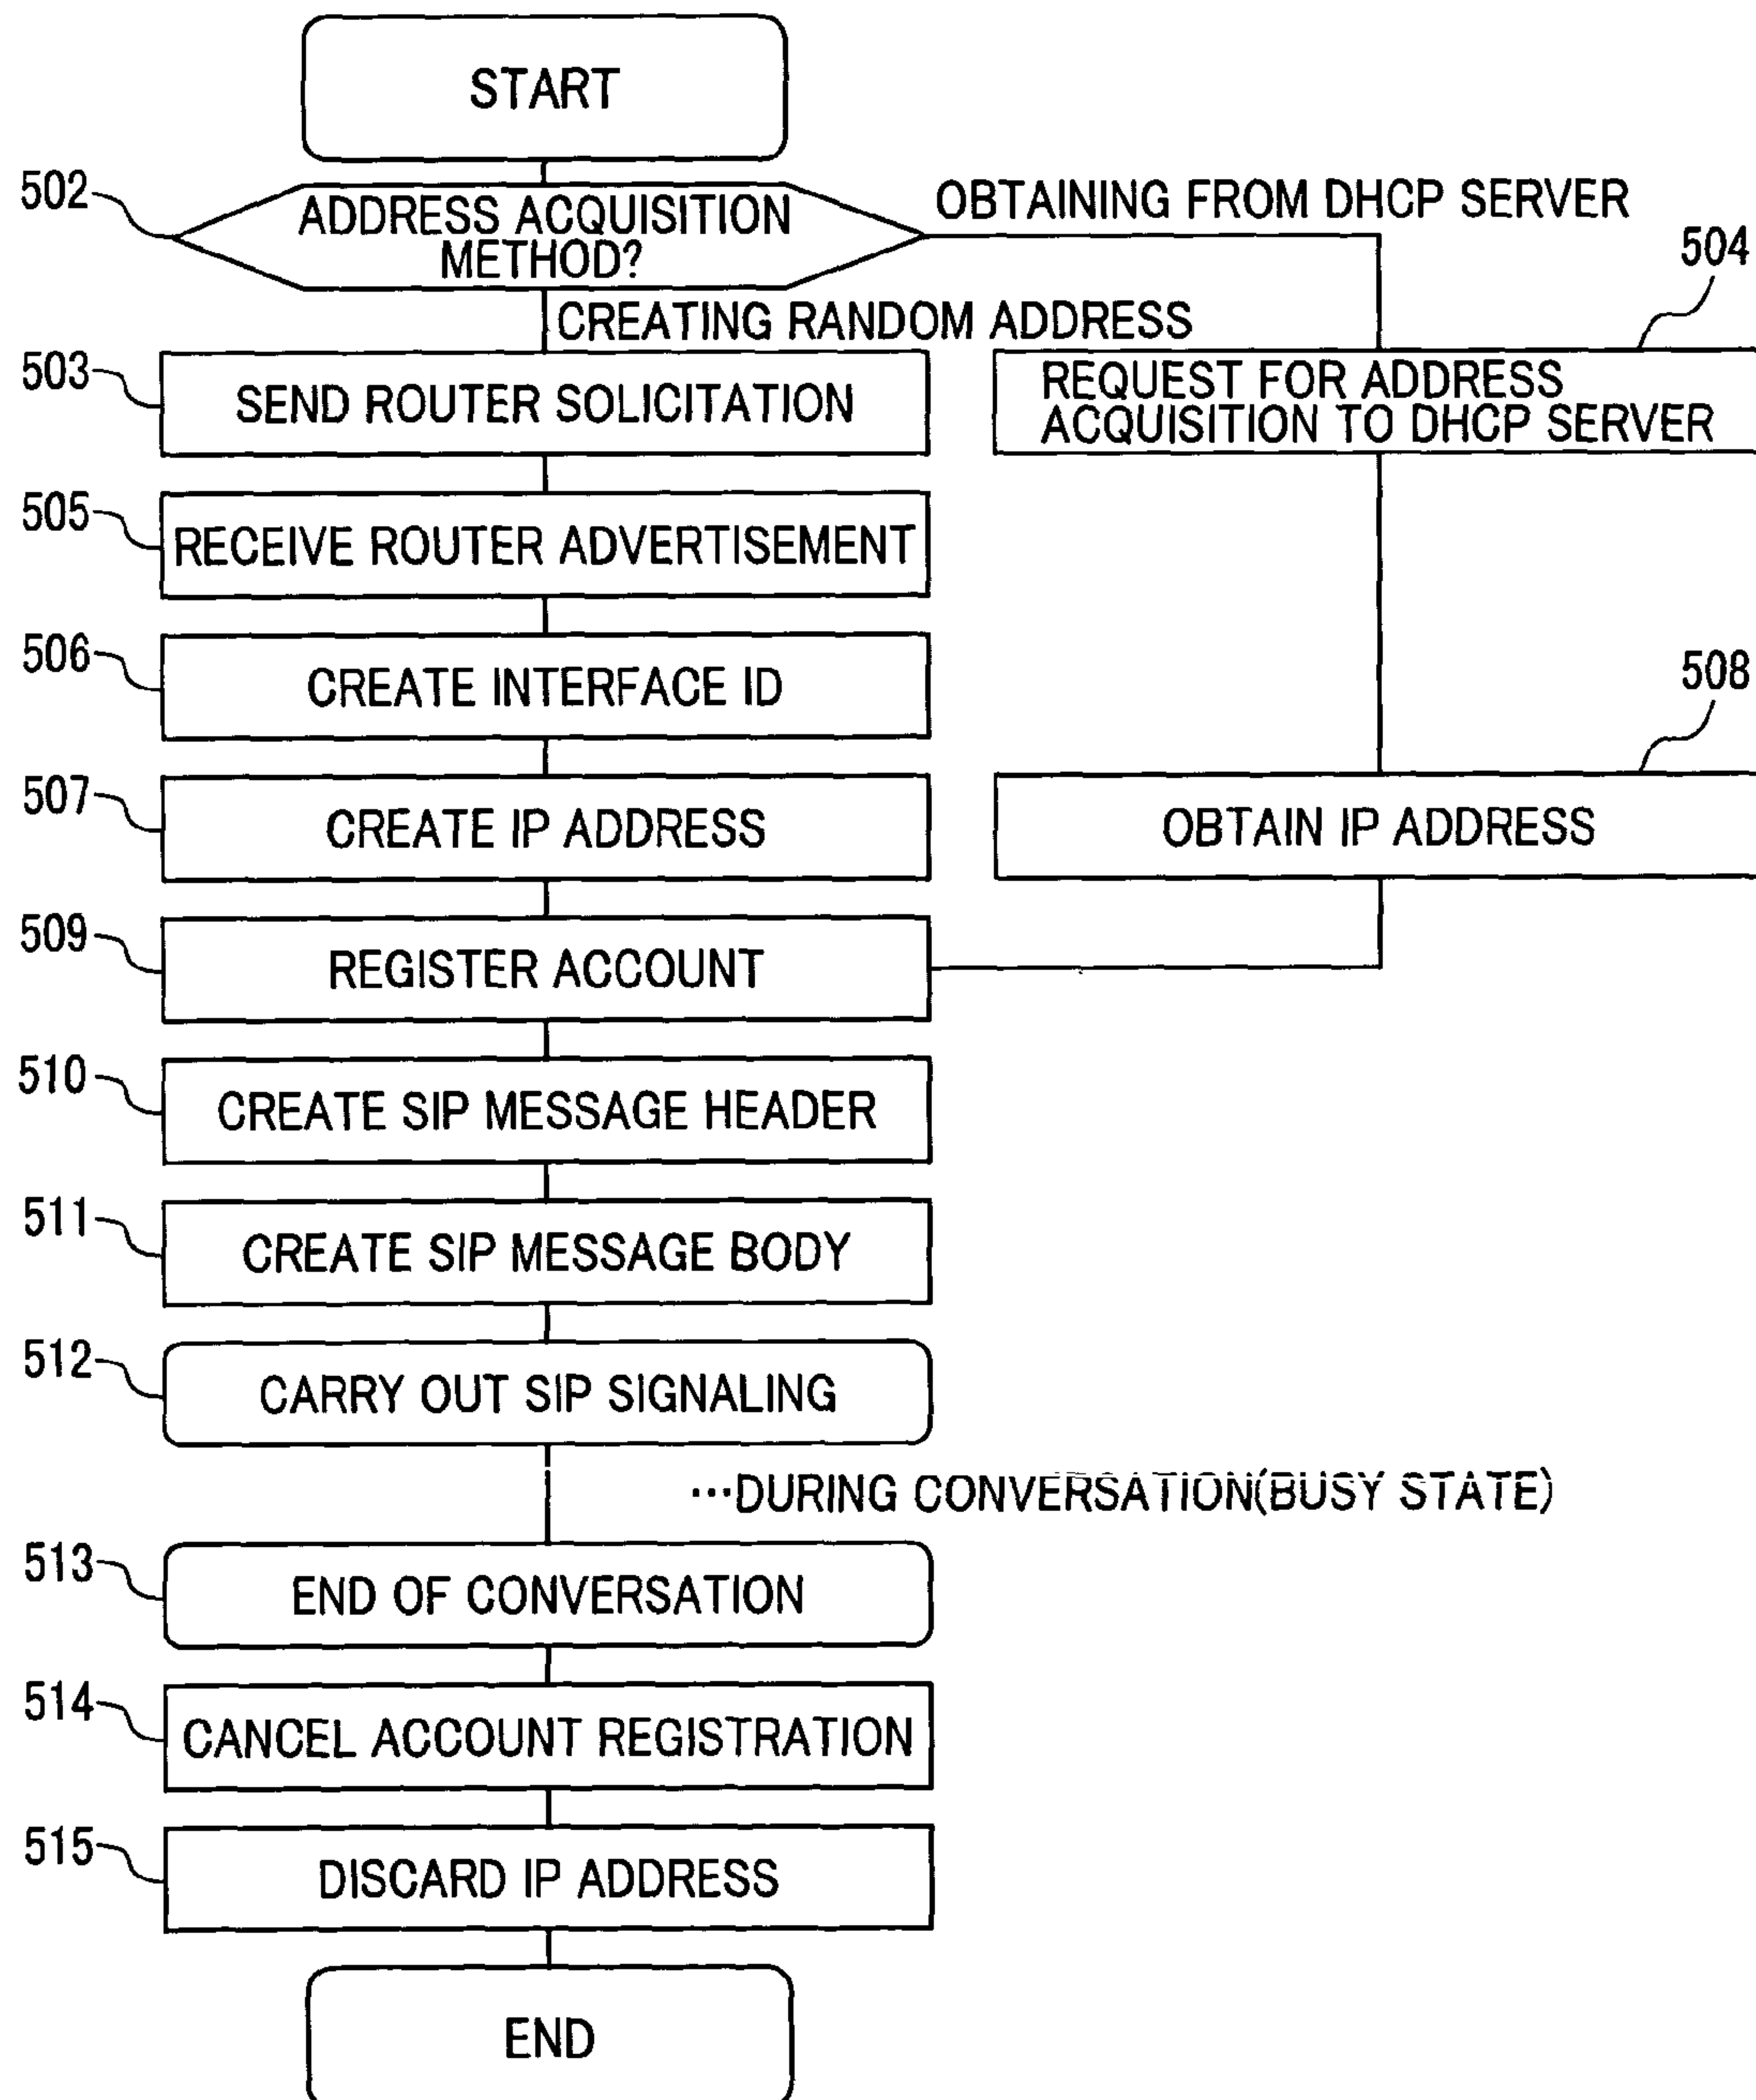 START
502
ADDRESS ACQUISITION
METHOD?
OBTAINING FROM DHCP SERVER
504
CREATING RANDOM ADDRESS
503
SEND ROUTER SOLICITATION
REQUEST FOR ADDRESS
ACQUISITION TO DHCP SERVER
505
RECEIVE ROUTER ADVERTISEMENT
506
CREATE INTERFACE ID
508
507
CREATE IP ADDRESS
OBTAIN IP ADDRESS
509
REGISTER ACCOUNT
510
CREATE SIP MESSAGE HEADER
511
CREATE SIP MESSAGE BODY
512
CARRY OUT SIP SIGNALING
···DURING CONVERSATION(BUSY STATE)
513
END OF CONVERSATION
514
CANCEL ACCOUNT REGISTRATION
515
DISCARD IP ADDRESS
END